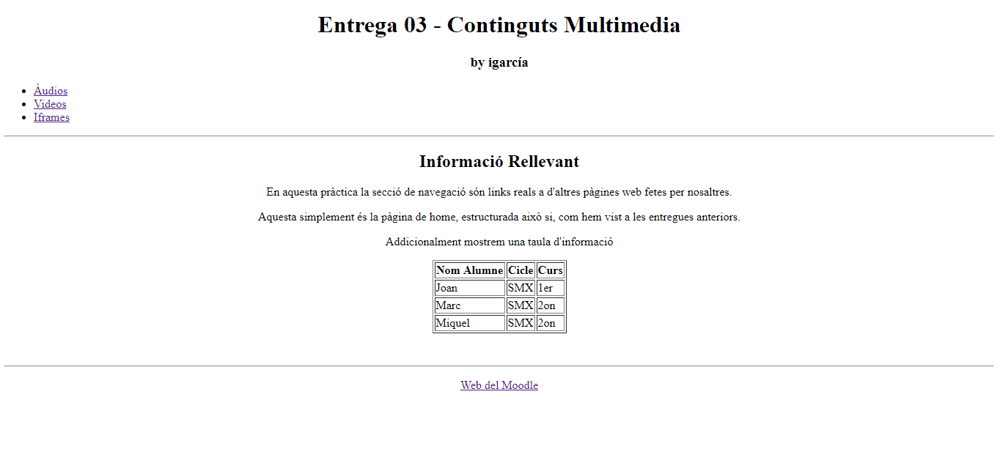 Entrega 03 - Continguts Multimedia
by igarcía
Àudios
Videos
Iframes
Informació Rellevant
En aquesta pràctica la secció de navegació són links reals a d'altres pàgines web fetes per nosaltres.
Aquesta simplement és la pàgina de home, estructurada això si, com hem vist a les entregues anteriors.
Addicionalment mostrem una taula d'informació
Nom Alumne Cicle Curs
Joan SMX 1er
Marc SMX 2on
Miquel SMX 2on
Web del Moodle